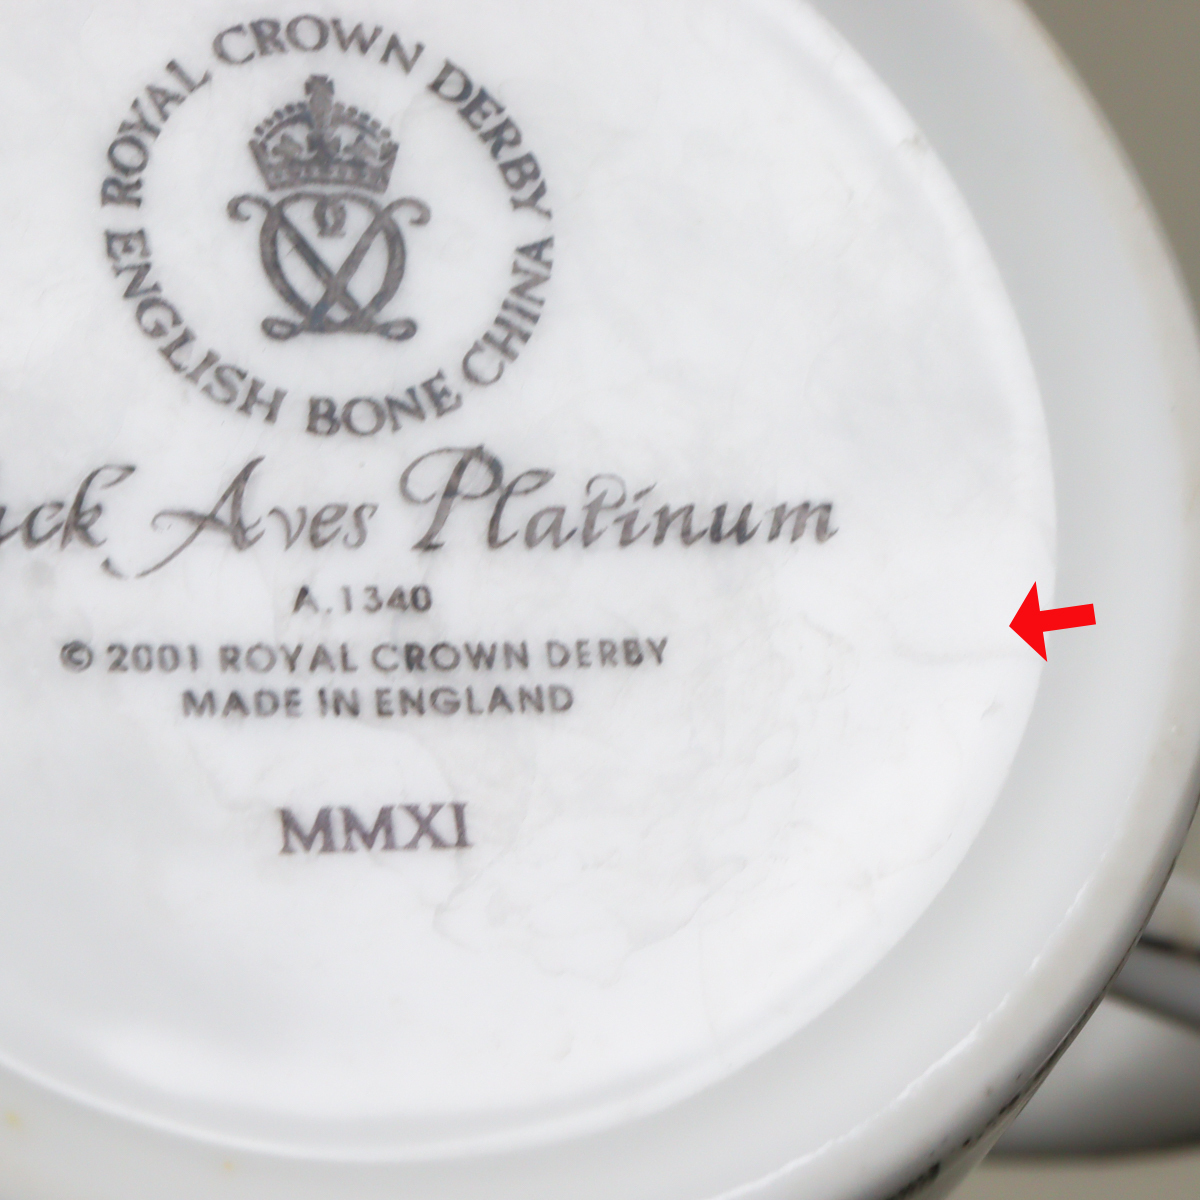 ROYAL CROWN DERBY
ENGLISH BONE CHINA
Aves Platinum
A.1340
© 2001 ROYAL CROWN DERBY
MADE IN ENGLAND
MMXI